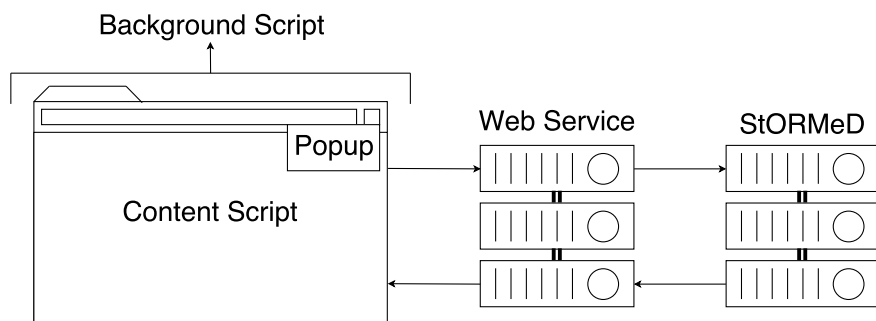 Background Script
Web Service
StORMeD
Popup
Content Script